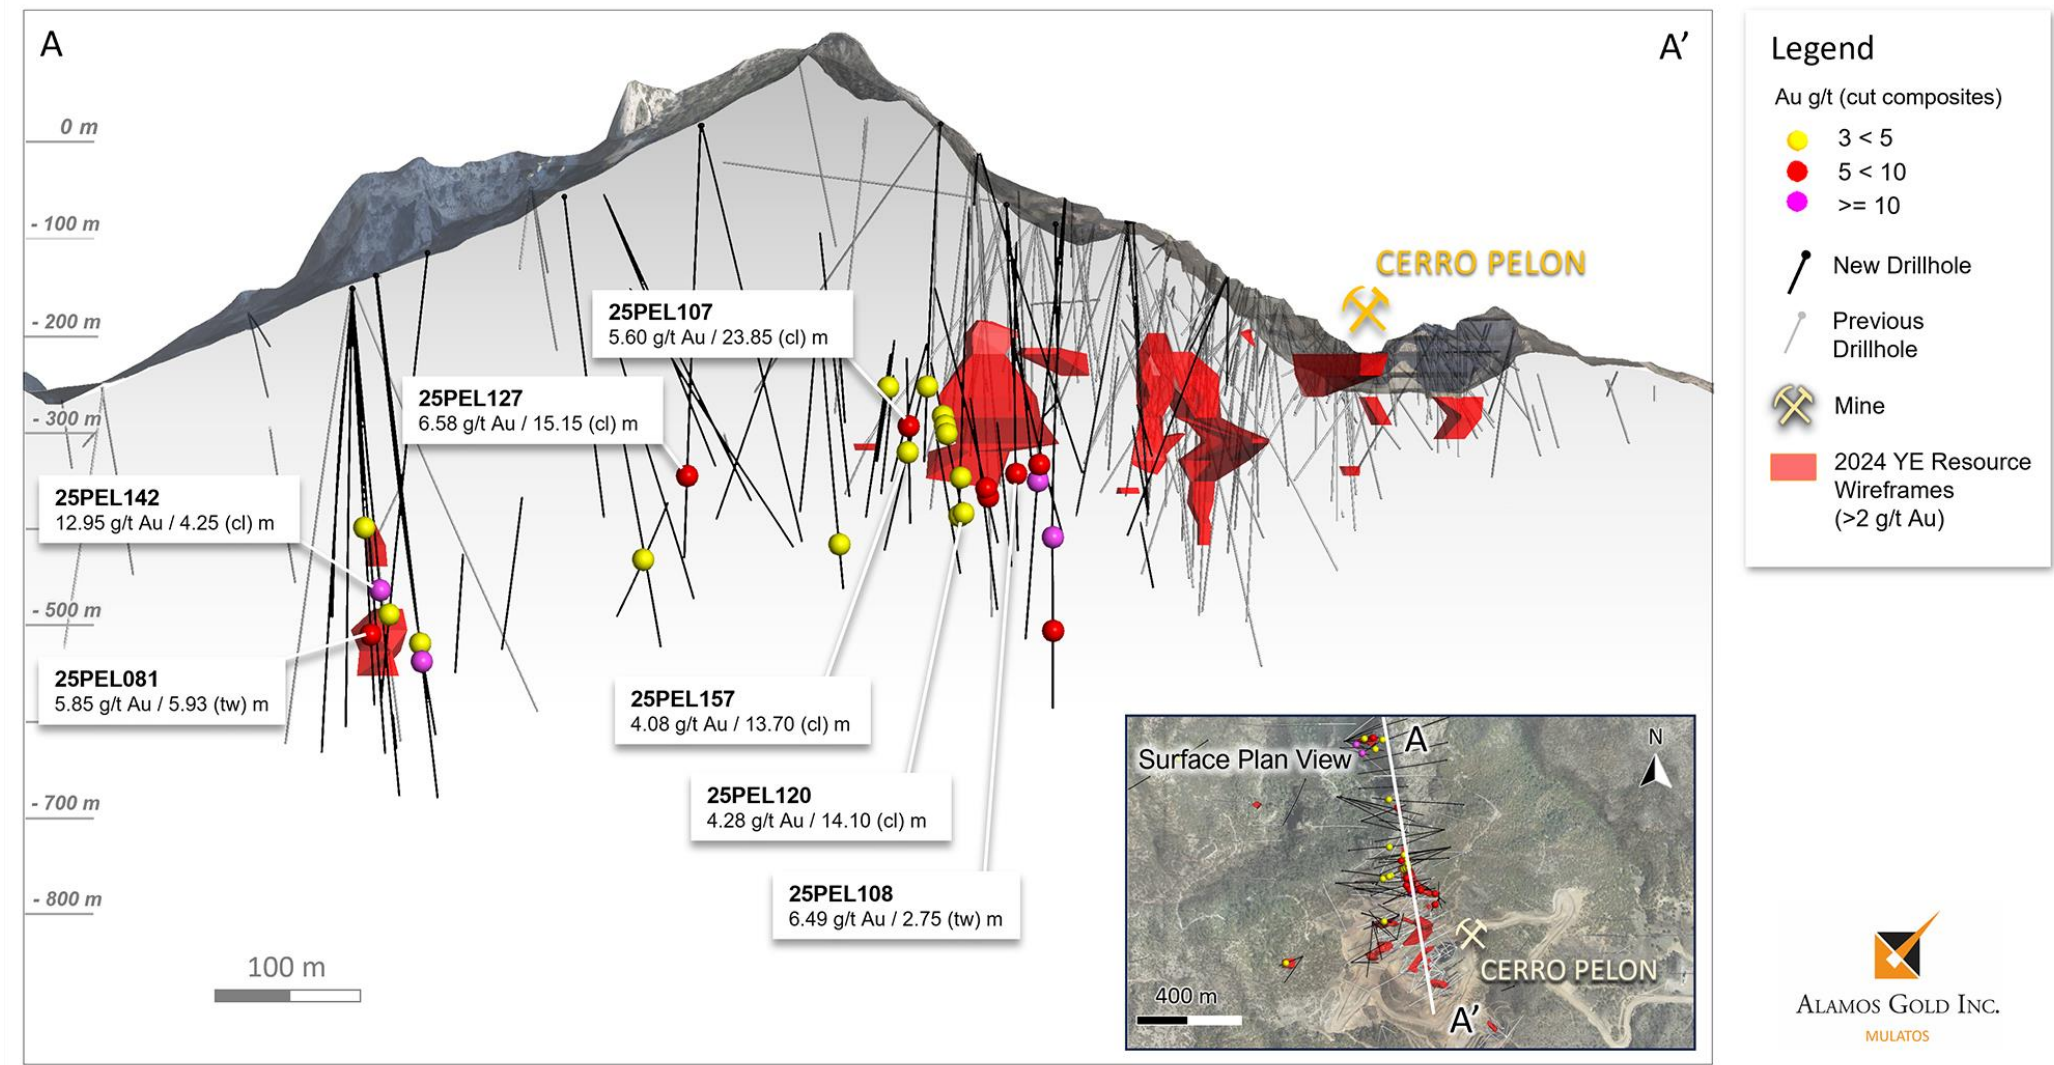 A
A’
0 m
- 100 m
- 200 m
- 300 m
- 500 m
- 700 m
- 800 m
CERRO PELON
25PEL107
5.60 g/t Au / 23.85 (cl) m
25PEL127
6.58 g/t Au / 15.15 (cl) m
25PEL142
12.95 g/t Au / 4.25 (cl) m
25PEL081
5.85 g/t Au / 5.93 (tw) m
25PEL157
4.08 g/t Au / 13.70 (cl) m
25PEL120
4.28 g/t Au / 14.10 (cl) m
25PEL108
6.49 g/t Au / 2.75 (tw) m
100 m
Surface Plan View
A
N
CERRO PELON
400 m
A’
Legend
Au g/t (cut composites)
3 < 5
5 < 10
>= 10
New Drillhole
Previous
Drillhole
Mine
2024 YE Resource
Wireframes
(>2 g/t Au)
ALAMOS GOLD INC.
MULATOS